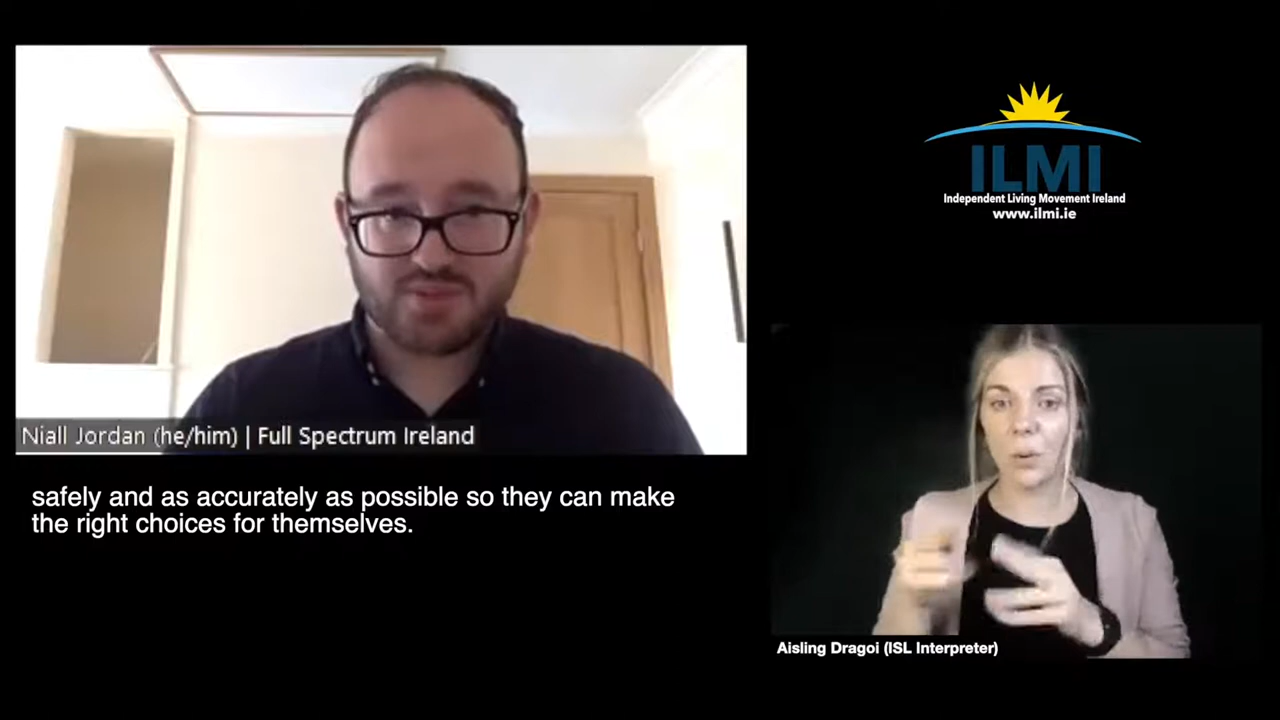 ILMI
Independent Living Movement Ireland
www.ilmi.ie
Niall Jordan (he/him) | Full Spectrum Ireland
safely and as accurately as possible so they can make
the right choices for themselves.
Aisling Dragoi (ISL Interpreter)